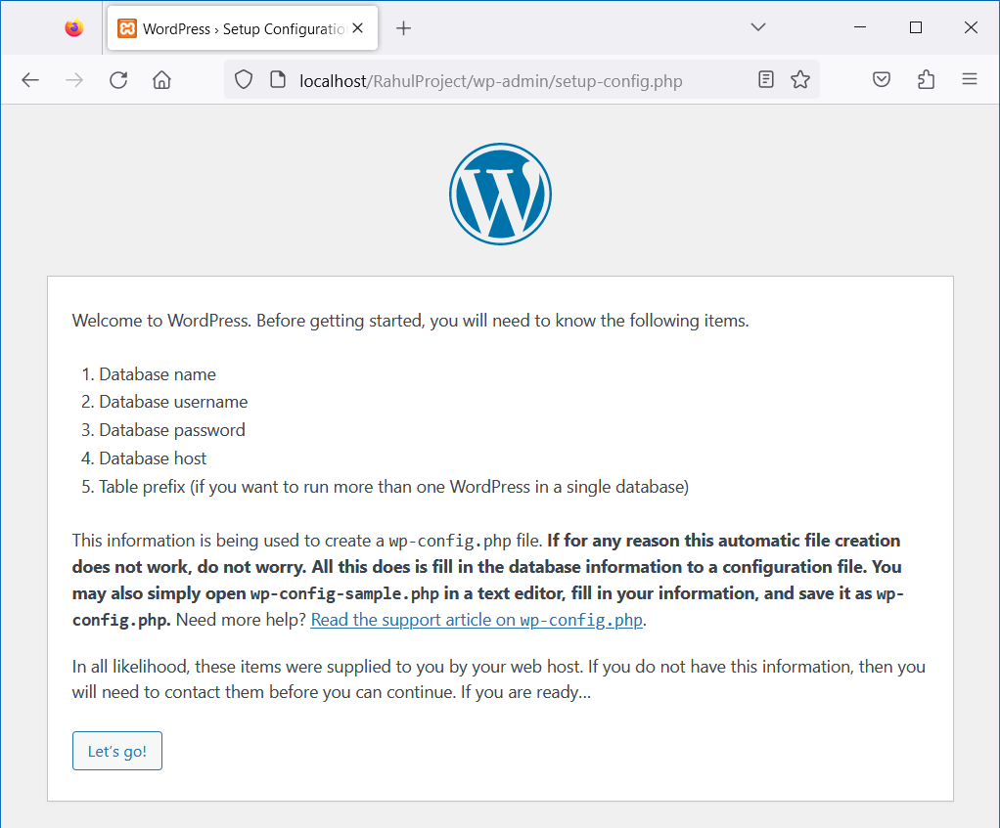 WordPress › Setup Configuratio
localhost/RahulProject/wp-admin/setup-config.php
Welcome to WordPress. Before getting started, you will need to know the following items.
1. Database name
2. Database username
3. Database password
4. Database host
5. Table prefix (if you want to run more than one WordPress in a single database)
This information is being used to create a wp-config.php file. If for any reason this automatic file creation
does not work, do not worry. All this does is fill in the database information to a configuration file. You
may also simply open wp-config-sample.php in a text editor, fill in your information, and save it as wp-
config.php. Need more help? Read the support article on wp-config.php.
In all likelihood, these items were supplied to you by your web host. If you do not have this information, then you
will need to contact them before you can continue. If you are ready…
Let’s go!